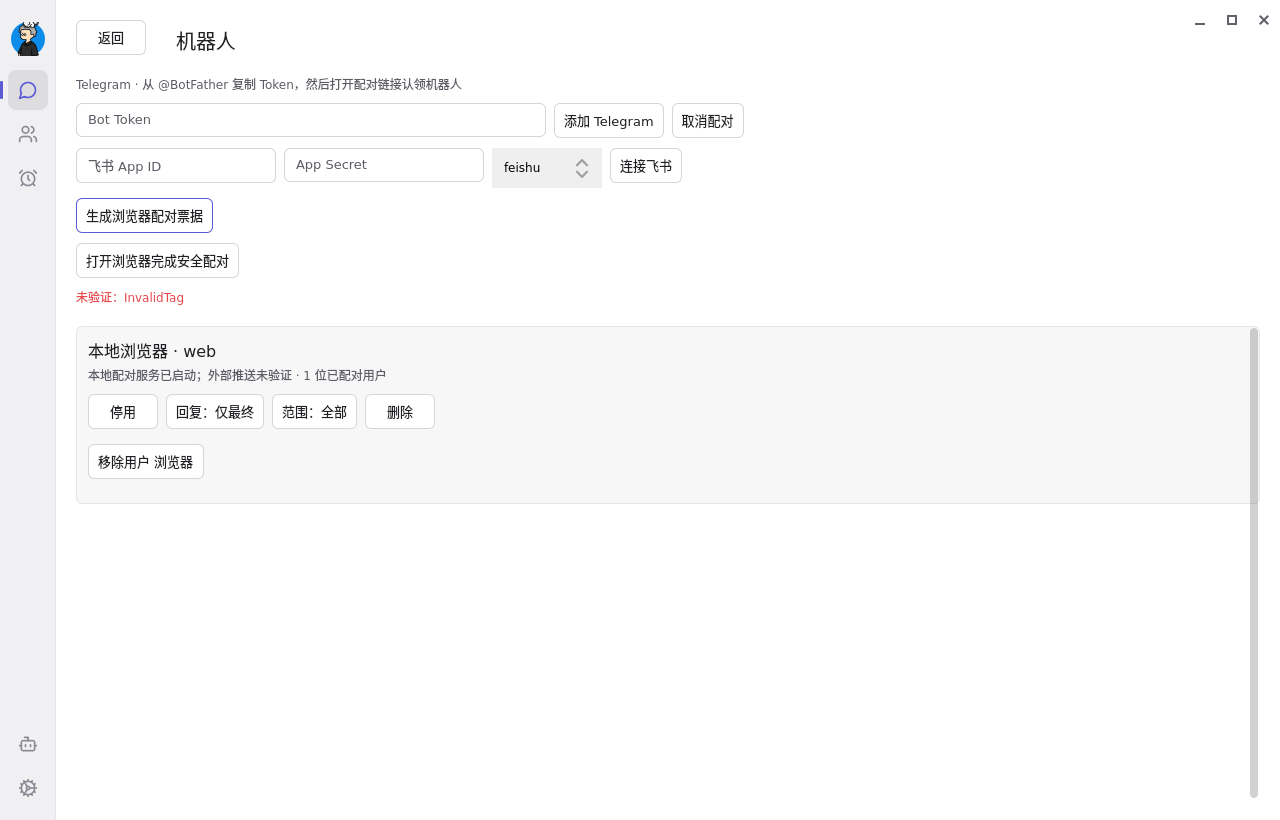 返回
机器人
Telegram · 从 @BotFather 复制 Token，然后打开配对链接认领机器人
Bot Token
添加 Telegram
取消配对
飞书 App ID
App Secret
feishu
连接飞书
生成浏览器配对票据
打开浏览器完成安全配对
未验证：InvalidTag
本地浏览器 · web
本地配对服务已启动；外部推送未验证 · 1 位已配对用户
停用
回复：仅最终
范围：全部
删除
移除用户 浏览器